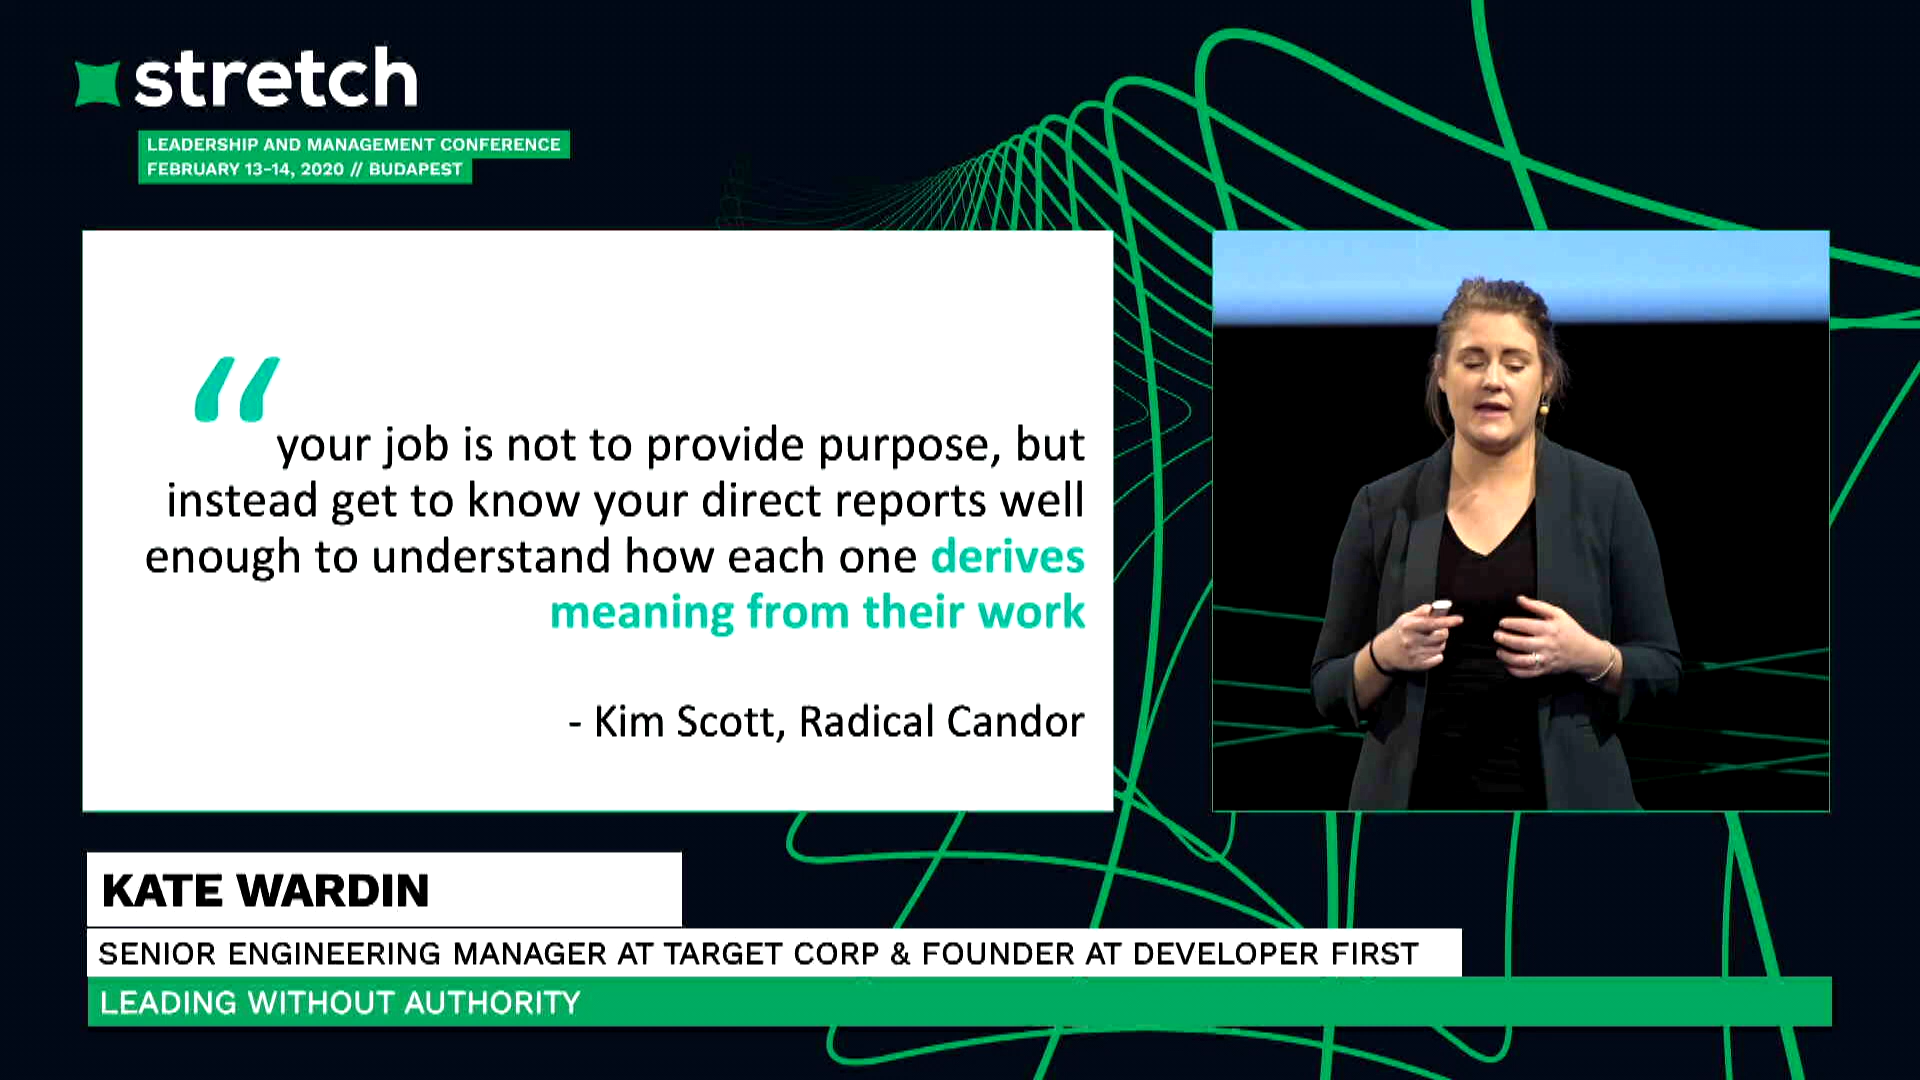 stretch
LEADERSHIP AND MANAGEMENT CONFERENCE
FEBRUARY 13-14, 2020 // BUDAPEST
“
your job is not to provide purpose, but
instead get to know your direct reports well
enough to understand how each one derives
meaning from their work
- Kim Scott, Radical Candor
KATE WARDIN
SENIOR ENGINEERING MANAGER AT TARGET CORP & FOUNDER AT DEVELOPER FIRST
LEADING WITHOUT AUTHORITY